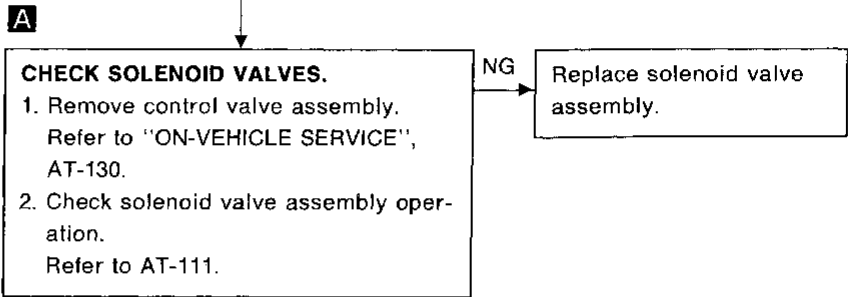 A
CHECK SOLENOID VALVES.
1. Remove control valve assembly.
Refer to "ON-VEHICLE SERVICE",
AT-130.
2. Check solenoid valve assembly oper-
ation.
Refer to AT-111.
NG
Replace solenoid valve
assembly.